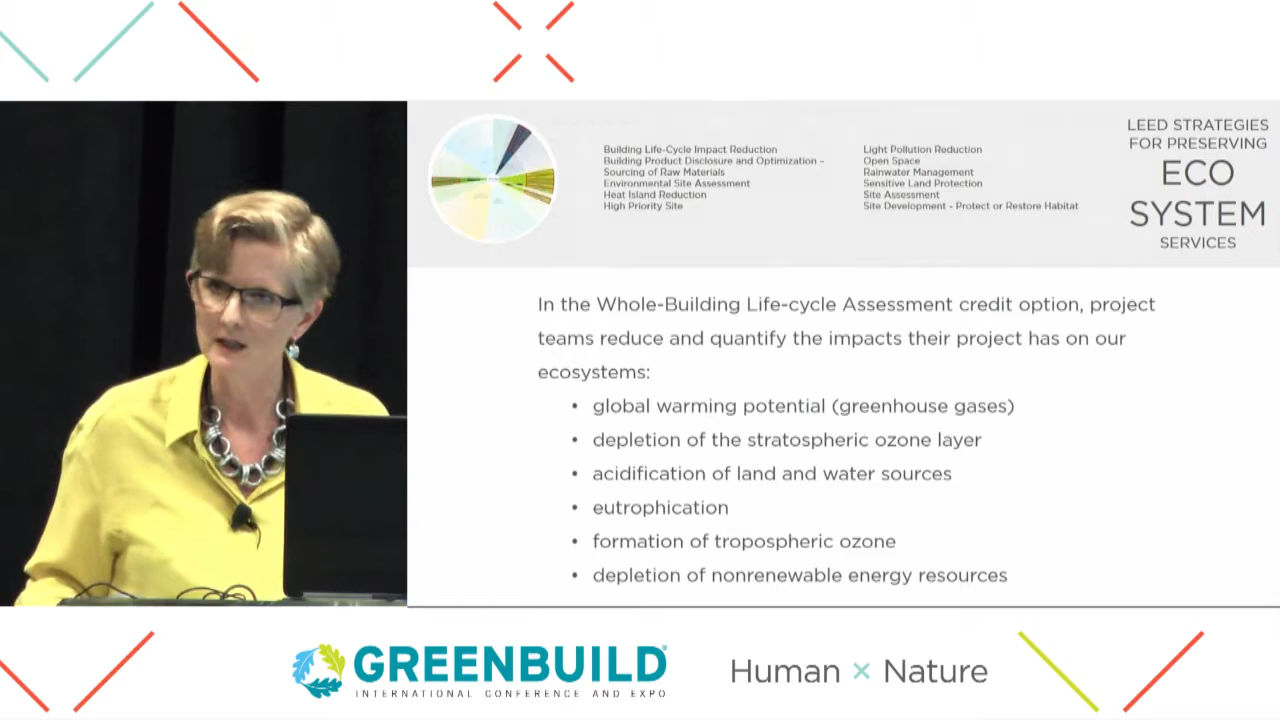 Building Life-Cycle Impact Reduction
Building Product Disclosure and Optimization –
Sourcing of Raw Materials
Environmental Site Assessment
Heat Island Reduction
High Priority Site
Light Pollution Reduction
Open Space
Rainwater Management
Sensitive Land Protection
Site Assessment
Site Development - Protect or Restore Habitat
LEED STRATEGIES
FOR PRESERVING
ECO
SYSTEM
SERVICES
In the Whole-Building Life-cycle Assessment credit option, project
teams reduce and quantify the impacts their project has on our
ecosystems:
• global warming potential (greenhouse gases)
• depletion of the stratospheric ozone layer
• acidification of land and water sources
• eutrophication
• formation of tropospheric ozone
• depletion of nonrenewable energy resources
GREENBUILD®
INTERNATIONAL CONFERENCE AND EXPO
Human × Nature